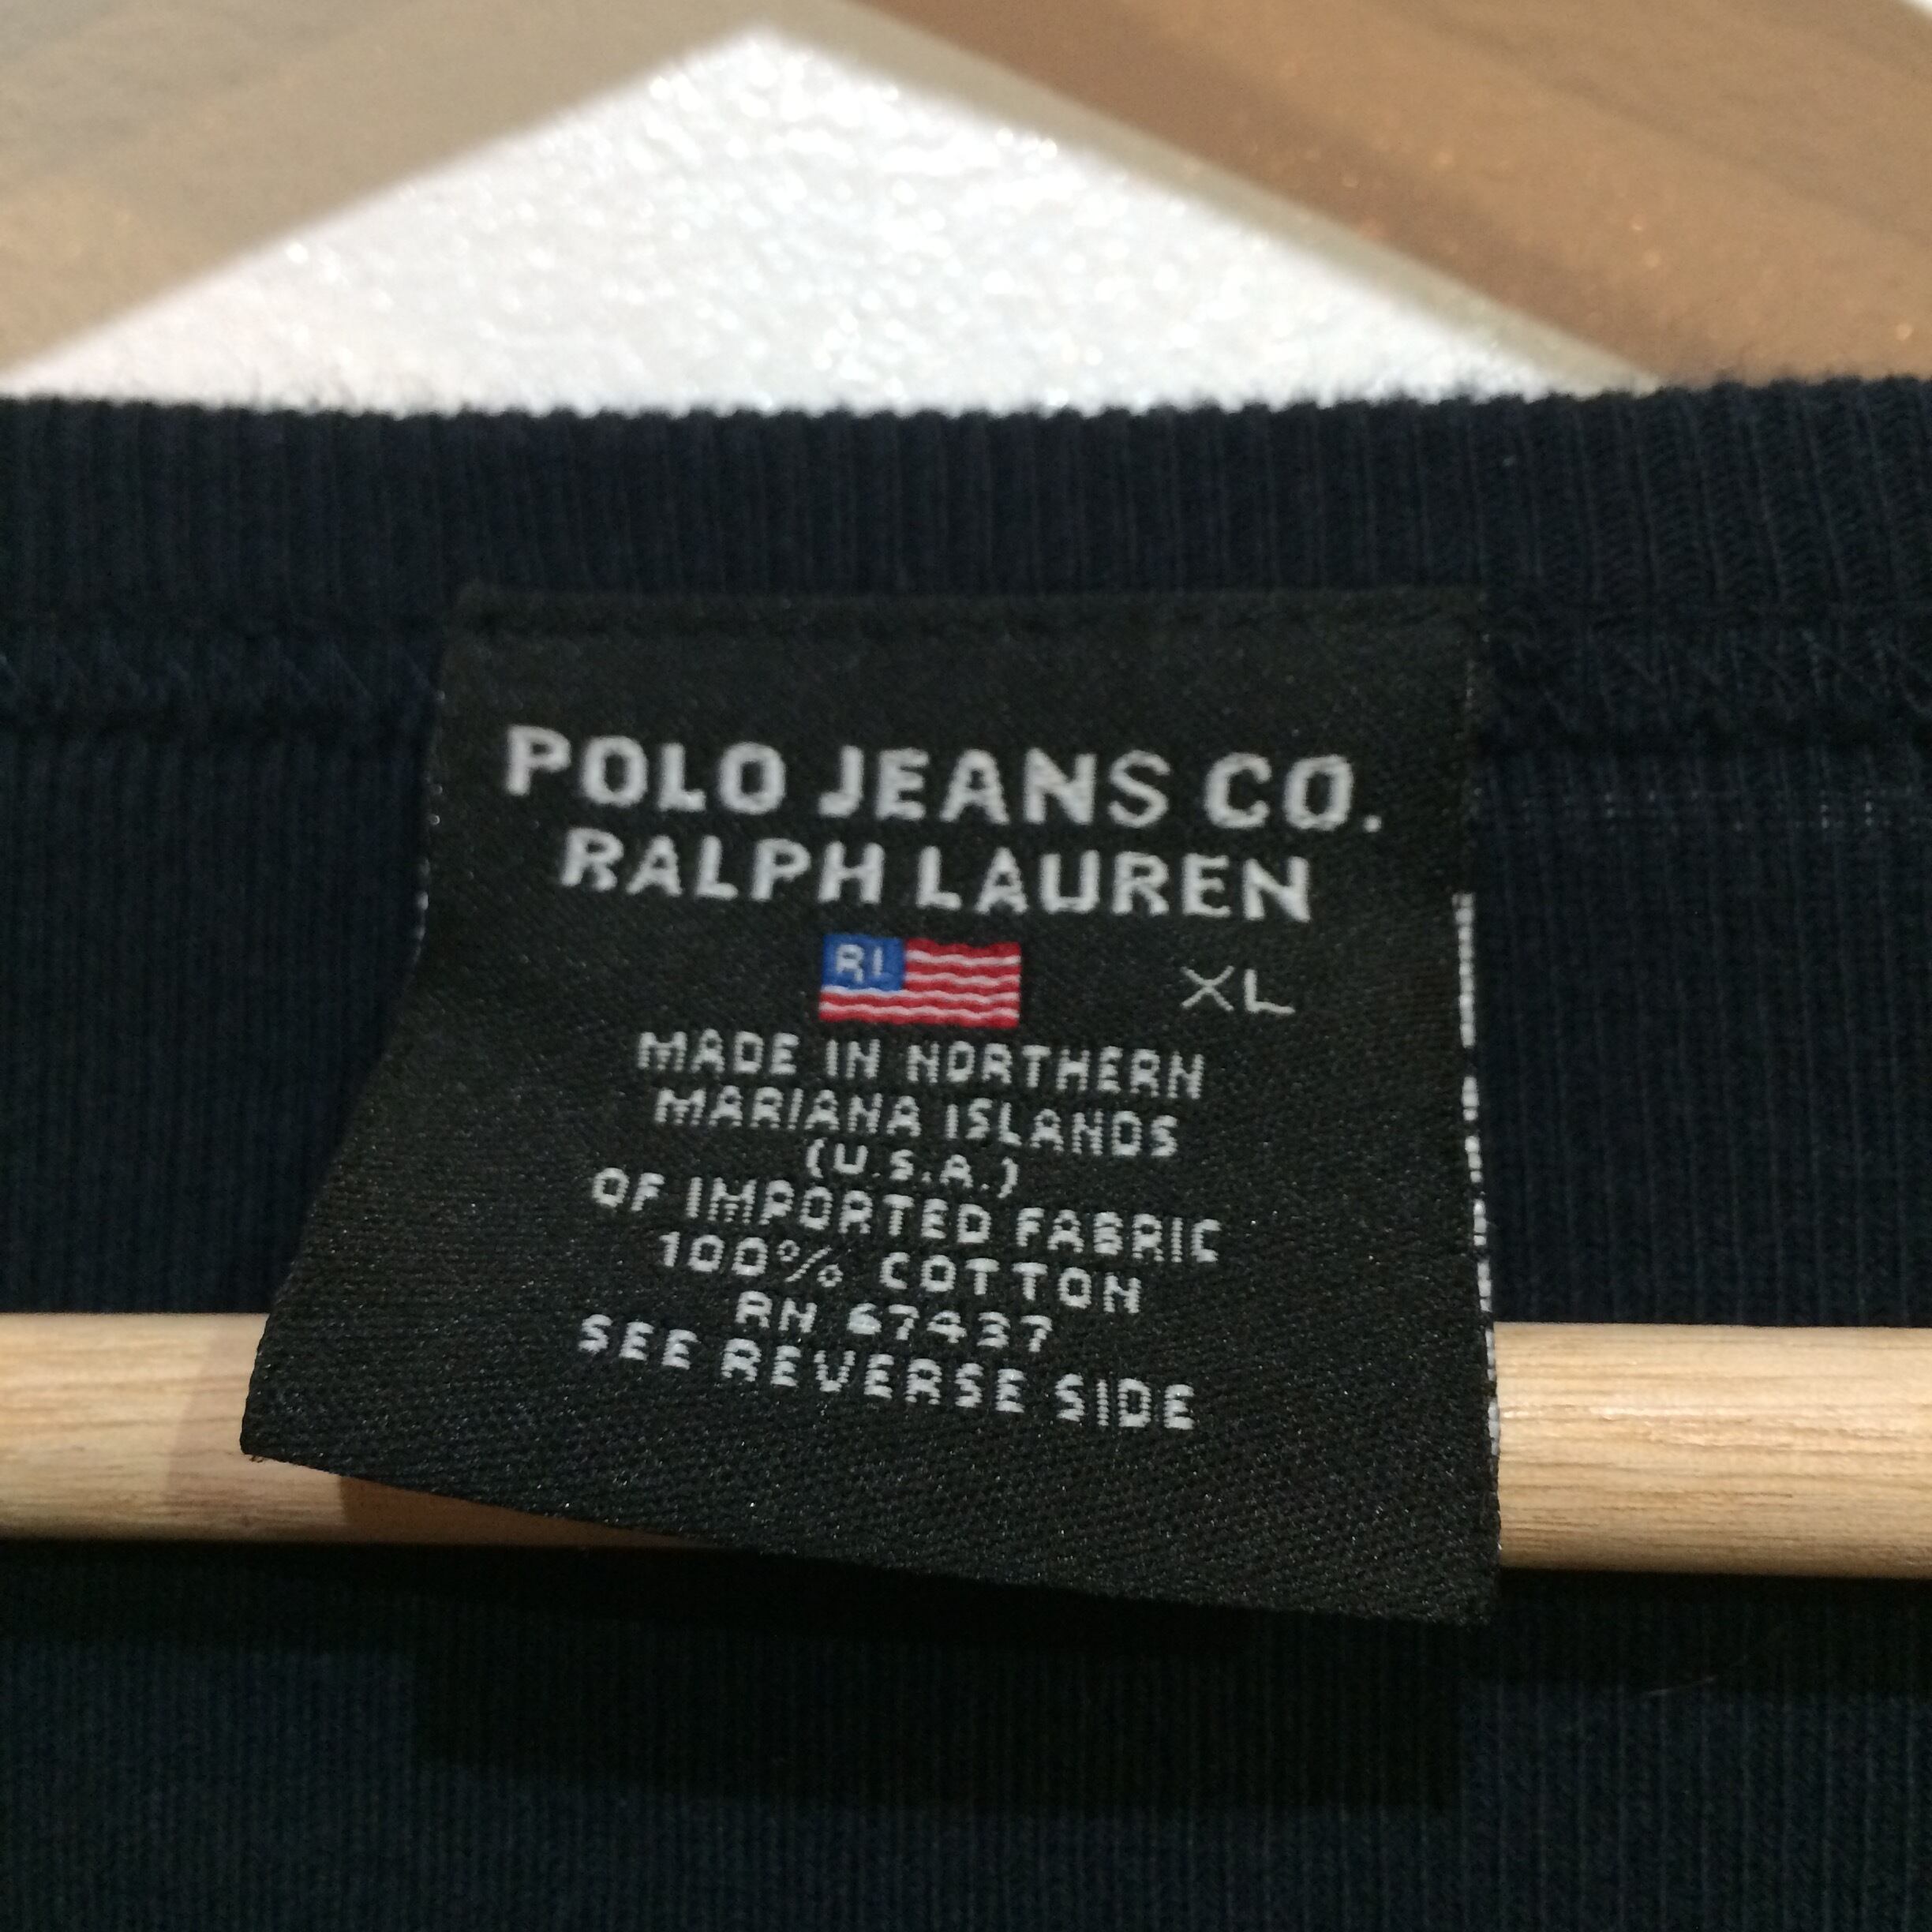 POLO JEANS CO.
RALPH LAUREN
RL
XL
MADE IN NORTHERN
MARIANA ISLANDS
(U.S.A.)
OF IMPORTED FABRIC
100% COTTON
RN 67437
SEE REVERSE SIDE